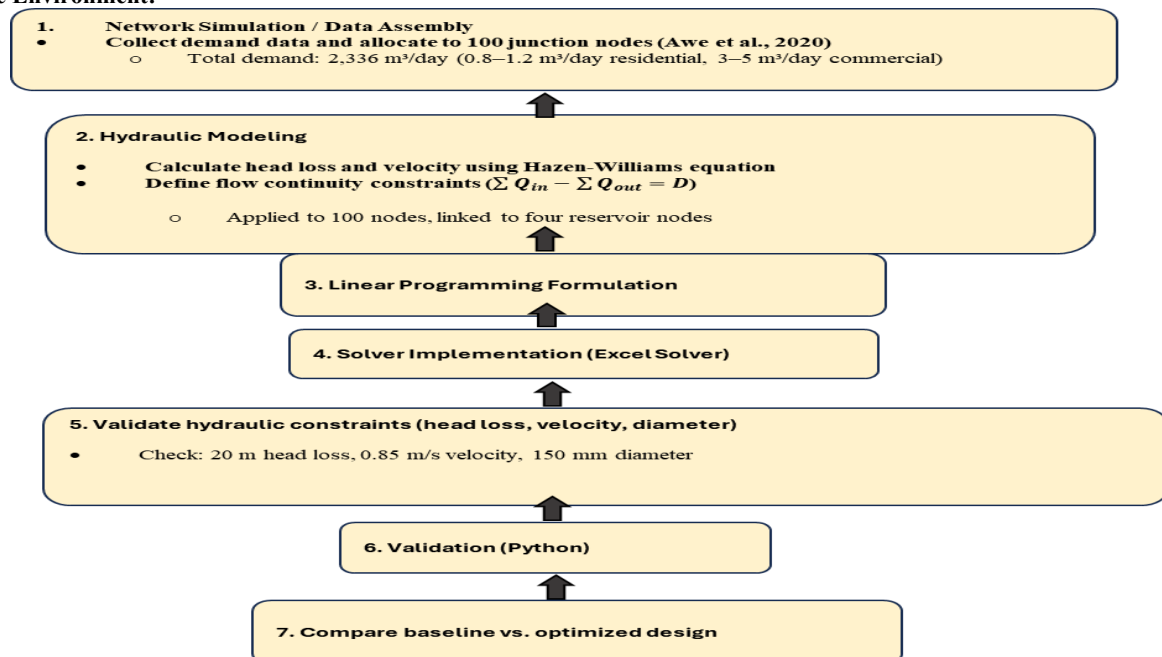 e Environment.
1. Network Simulation / Data Assembly
• Collect demand data and allocate to 100 junction nodes (Awe et al., 2020)
○ Total demand: 2,336 m³/day (0.8–1.2 m³/day residential, 3–5 m³/day commercial)
2. Hydraulic Modeling
• Calculate head loss and velocity using Hazen-Williams equation
• Define flow continuity constraints (∑ Q_in − ∑ Q_out = D)
○ Applied to 100 nodes, linked to four reservoir nodes
3. Linear Programming Formulation
4. Solver Implementation (Excel Solver)
5. Validate hydraulic constraints (head loss, velocity, diameter)
• Check: 20 m head loss, 0.85 m/s velocity, 150 mm diameter
6. Validation (Python)
7. Compare baseline vs. optimized design